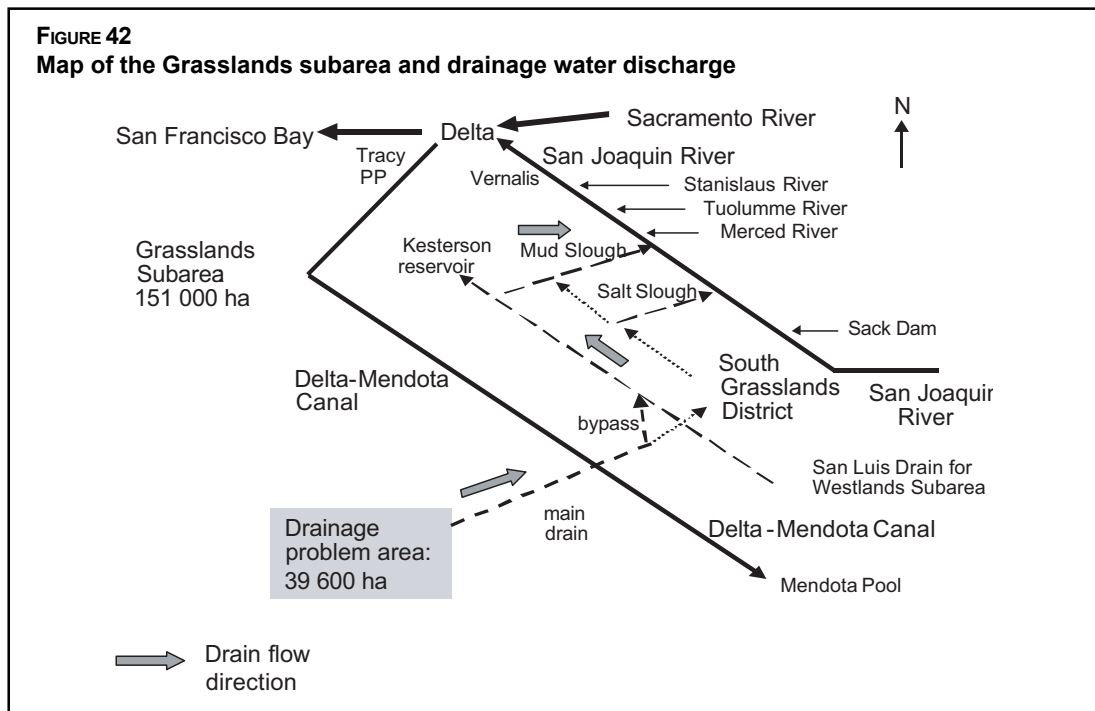 FIGURE 42
Map of the Grasslands subarea and drainage water discharge
N
San Francisco Bay
Delta
Sacramento River
Tracy
PP
San Joaquin River
Vernalis
Stanislaus River
Tuolumme River
Merced River
Grasslands
Subarea
151 000 ha
Kesterson
reservoir
Mud Slough
Salt Slough
Sack Dam
Delta-Mendota
Canal
South
Grasslands
District
San Joaquin
River
bypass
San Luis Drain for
Westlands Subarea
main
drain
Drainage
problem area:
39 600 ha
Delta-Mendota Canal
Mendota Pool
Drain flow
direction